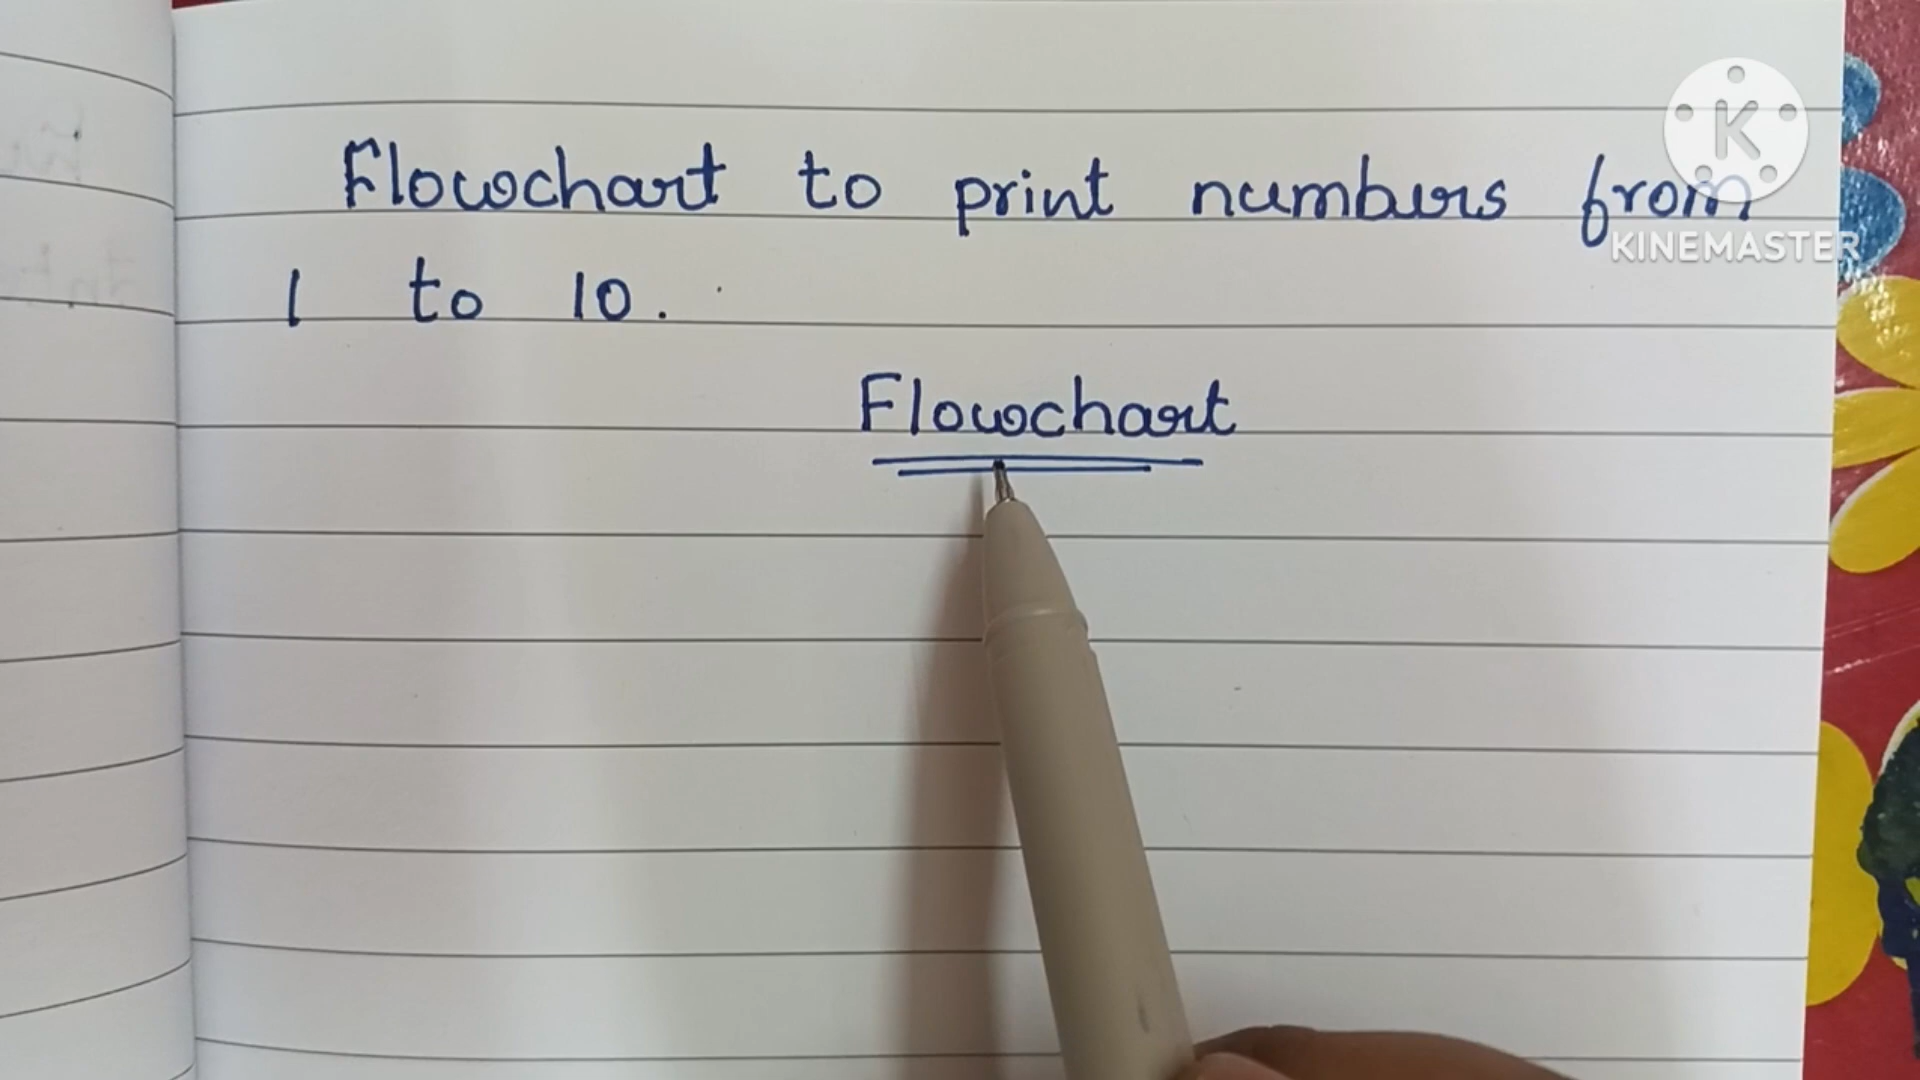 Flowchart to print numbers from
1 to 10.
Flowchart
K
KINEMASTER